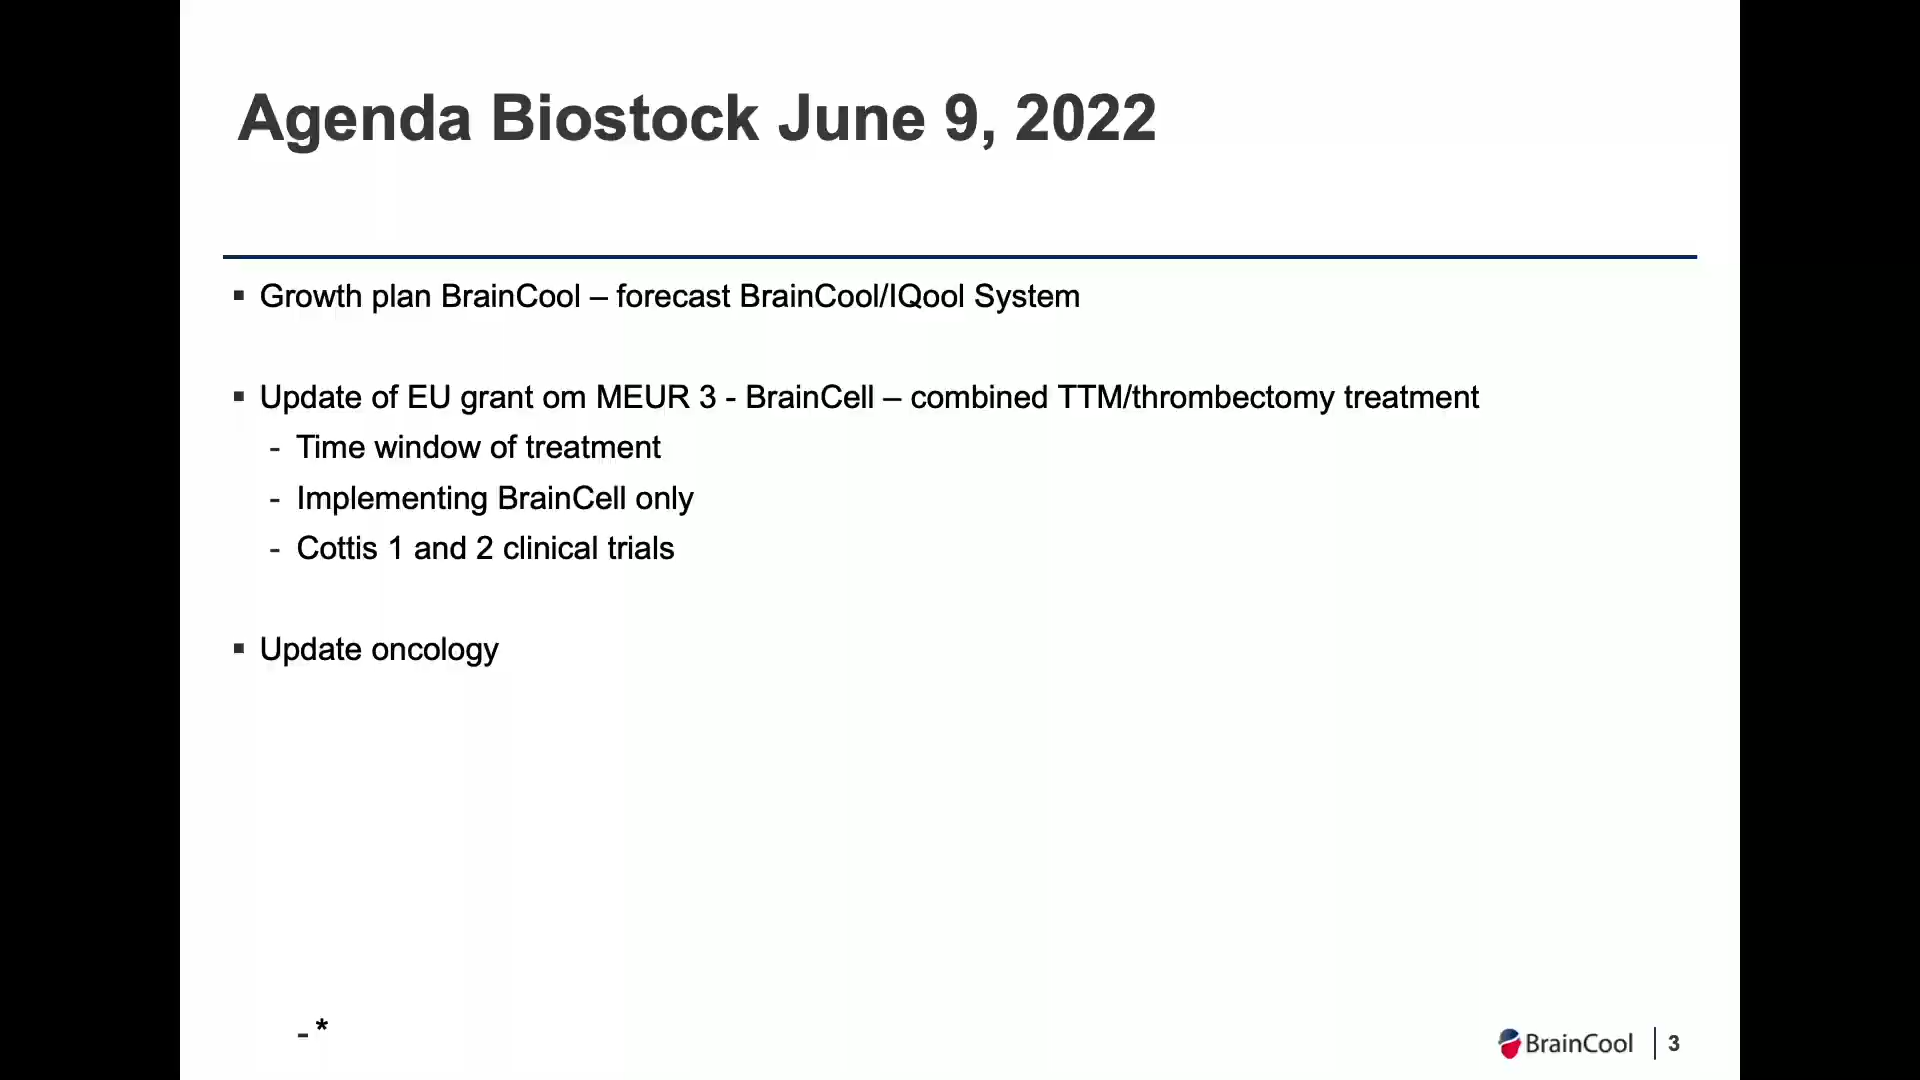 Agenda Biostock June 9, 2022
▪ Growth plan BrainCool – forecast BrainCool/IQool System
▪ Update of EU grant om MEUR 3 - BrainCell – combined TTM/thrombectomy treatment
- Time window of treatment
- Implementing BrainCell only
- Cottis 1 and 2 clinical trials
▪ Update oncology
- *
BrainCool | 3